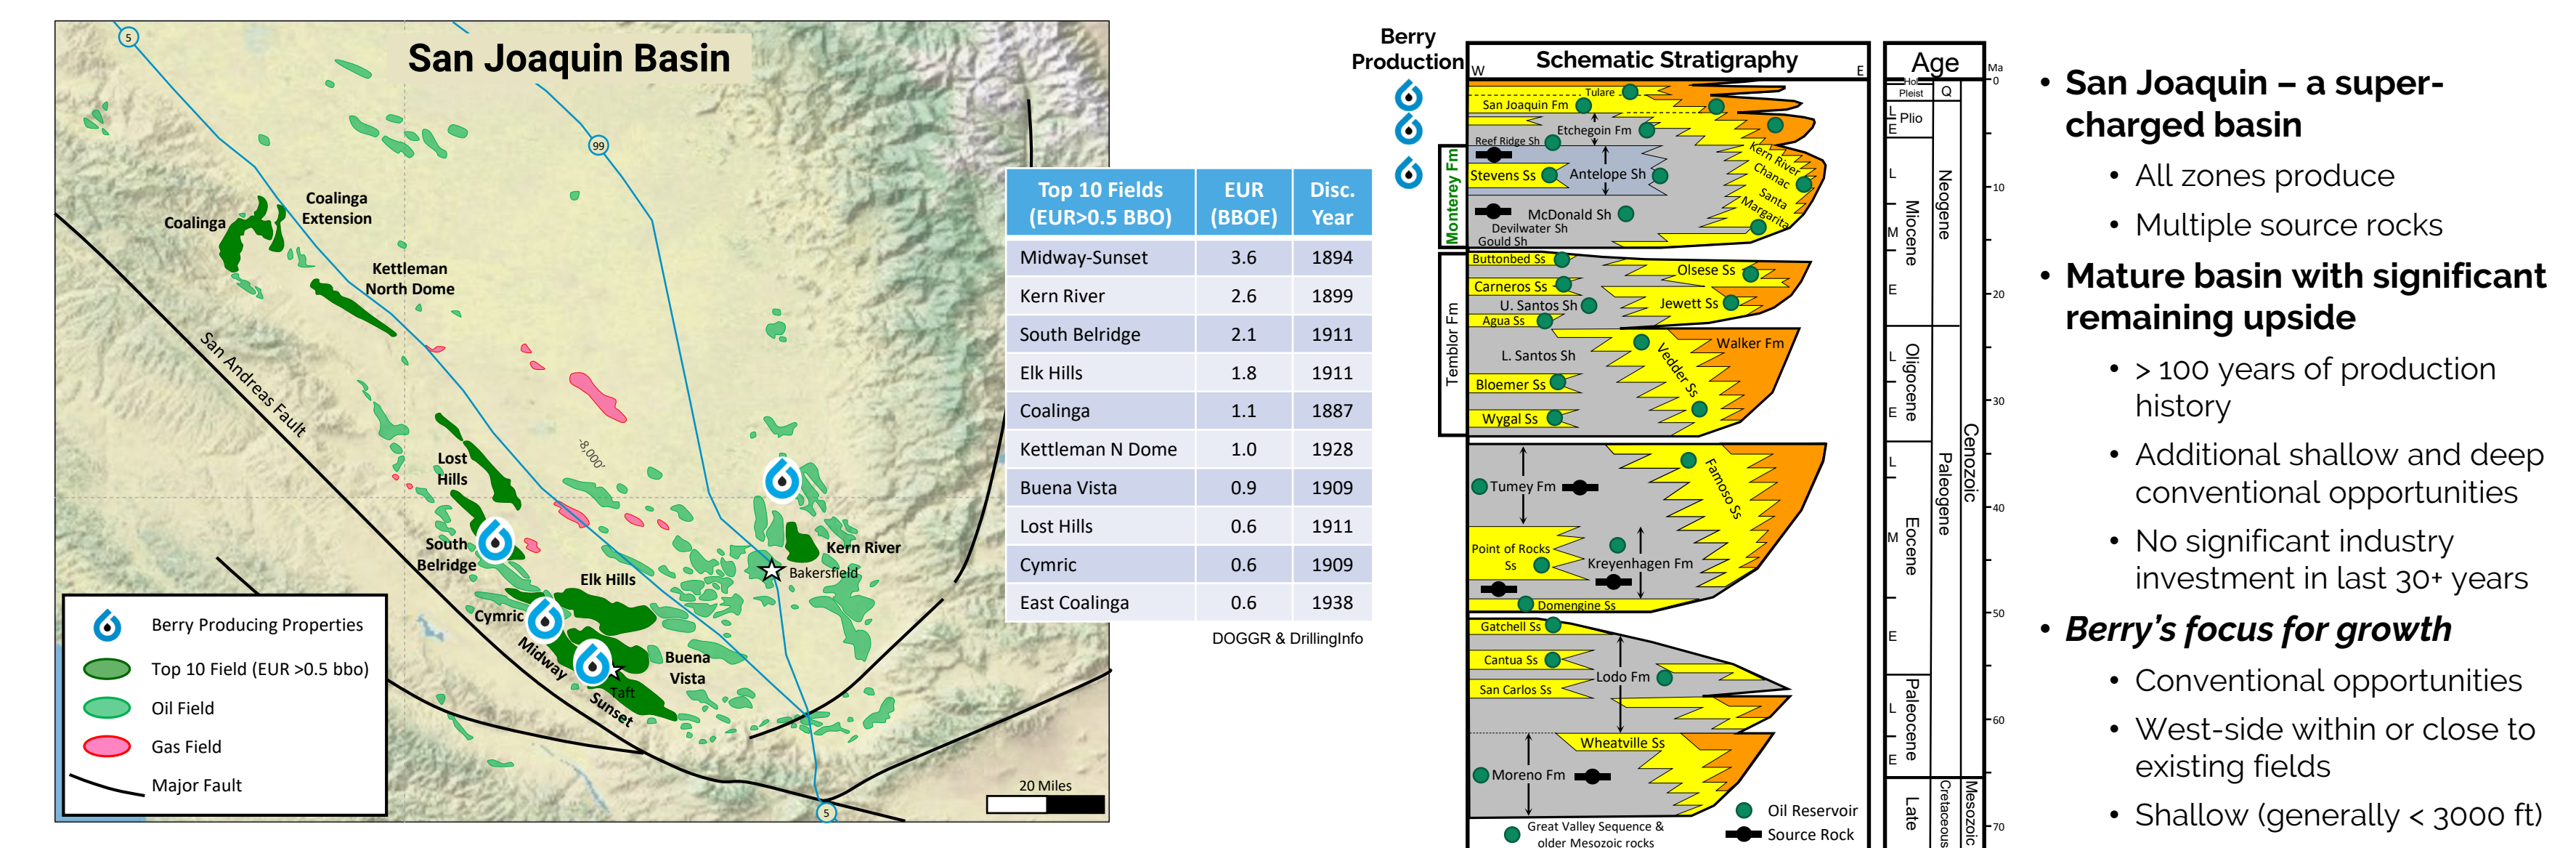 San Joaquin Basin
5
99
Coalinga
Coalinga
Extension
Kettleman
North Dome
San Andreas Fault
-8,000'
Lost
Hills
South
Belridge
Kern River
Bakersfield
Elk Hills
Cymric
Midway
Sunset
Buena
Vista
Taft
5
20 Miles
Berry Producing Properties
Top 10 Field (EUR >0.5 bbo)
Oil Field
Gas Field
Major Fault
Top 10 Fields
(EUR>0.5 BBO)
EUR
(BBOE)
Disc.
Year
Midway-Sunset 3.6 1894
Kern River 2.6 1899
South Belridge 2.1 1911
Elk Hills 1.8 1911
Coalinga 1.1 1887
Kettleman N Dome 1.0 1928
Buena Vista 0.9 1909
Lost Hills 0.6 1911
Cymric 0.6 1909
East Coalinga 0.6 1938
DOGGR & DrillingInfo
Berry
Production
W Schematic Stratigraphy E
Tulare
San Joaquin Fm
Etchegoin Fm
Reef Ridge Sh
Monterey Fm
Stevens Ss
Antelope Sh
Kern River
Chanac
Santa
Margarita
McDonald Sh
Devilwater Sh
Gould Sh
Temblor Fm
Buttonbed Ss
Olsese Ss
Carneros Ss
U. Santos Sh
Jewett Ss
Agua Ss
L. Santos Sh
Vedder Ss
Walker Fm
Bloemer Ss
Wygal Ss
Tumey Fm
Famoso Ss
Point of Rocks
Ss
Kreyenhagen Fm
Domengine Ss
Gatchell Ss
Cantua Ss
Lodo Fm
San Carlos Ss
Wheatville Ss
Moreno Fm
Oil Reservoir
Source Rock
Great Valley Sequence &
older Mesozoic rocks
Age
Ma
0
Hol
Pleist
Q
L
E
Plio
L
M
E
Miocene
Neogene
10
20
L
E
Oligocene
30
L
M
E
Eocene
Paleogene
Cenozoic
40
50
L
E
Paleocene
60
Late
Cretaceous
Mesozoic
70
• San Joaquin – a super-
charged basin
• All zones produce
• Multiple source rocks
• Mature basin with significant
remaining upside
• > 100 years of production
history
• Additional shallow and deep
conventional opportunities
• No significant industry
investment in last 30+ years
• Berry's focus for growth
• Conventional opportunities
• West-side within or close to
existing fields
• Shallow (generally < 3000 ft)